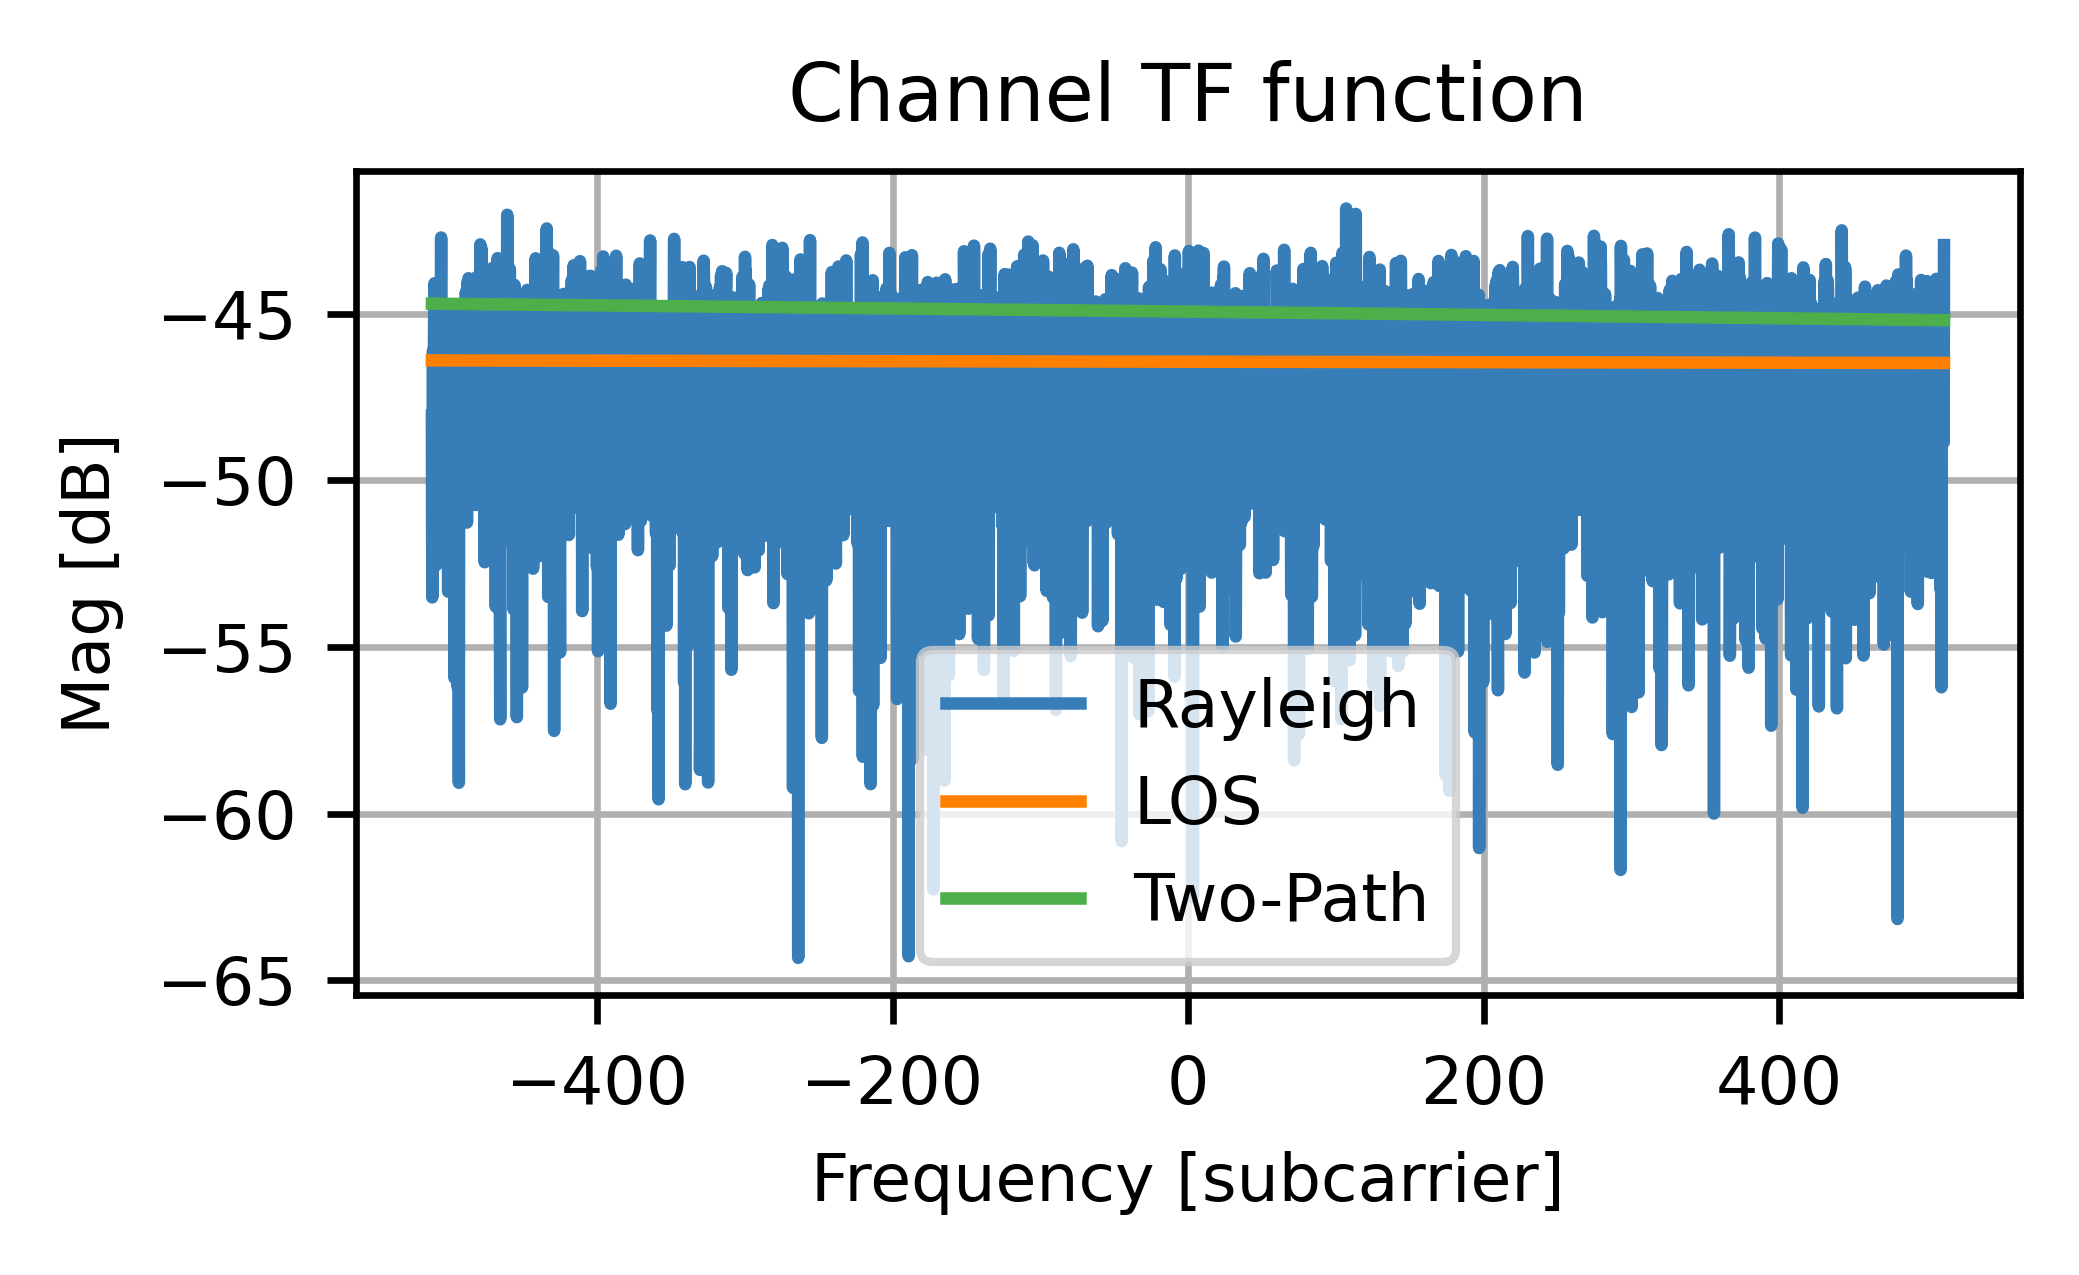 Channel TF function
Mag [dB]
−45
−50
−55
−60
−65
Rayleigh
LOS
Two-Path
−400
−200
0
200
400
Frequency [subcarrier]